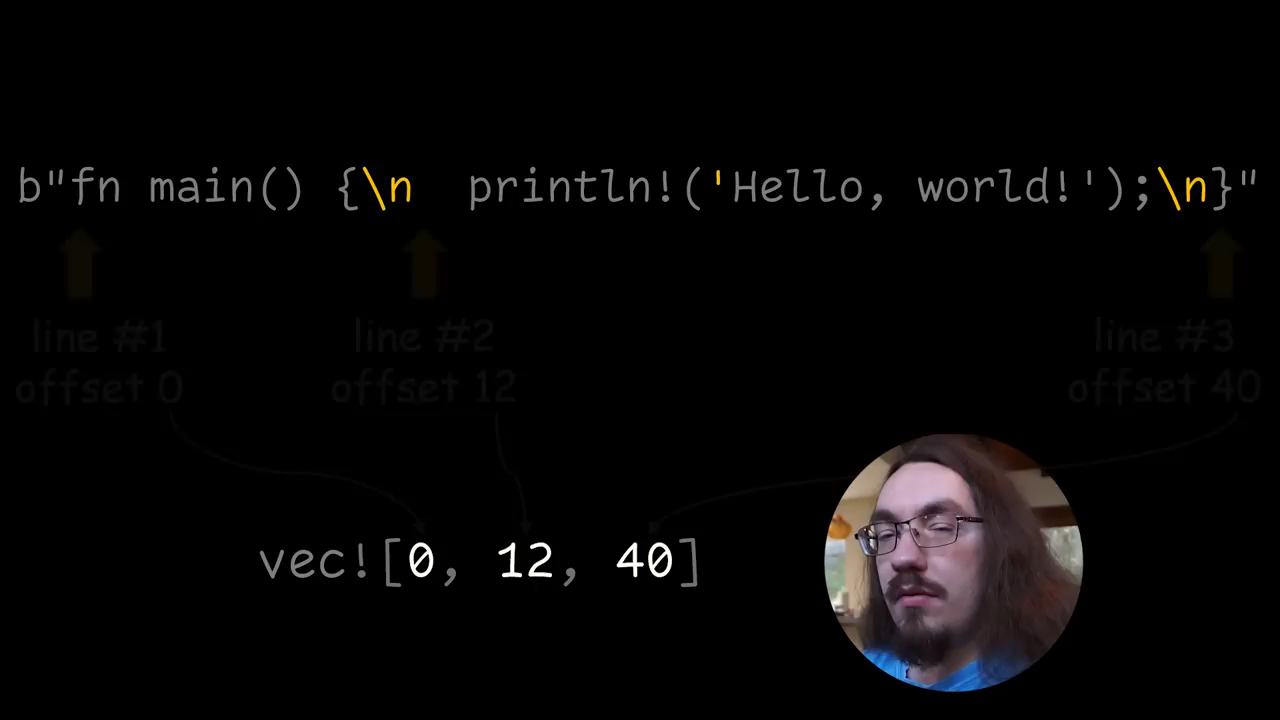 b"fn main() {\n  println!('Hello, world!');\n}"
line #1 line #2 line #3
offset 0 offset 12 offset 40
vec![0, 12, 40]